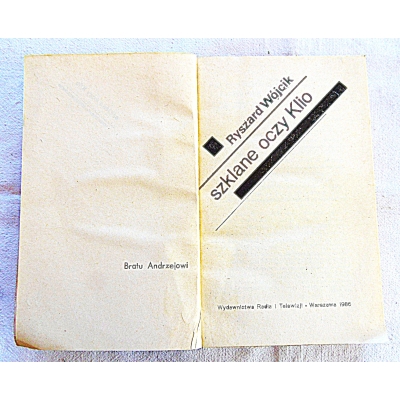 Bratu Andrzejowi
Ryszard Wójcik
szklane oczy Klio
Wydawnictwa Radia i Telewizji • Warszawa 1986